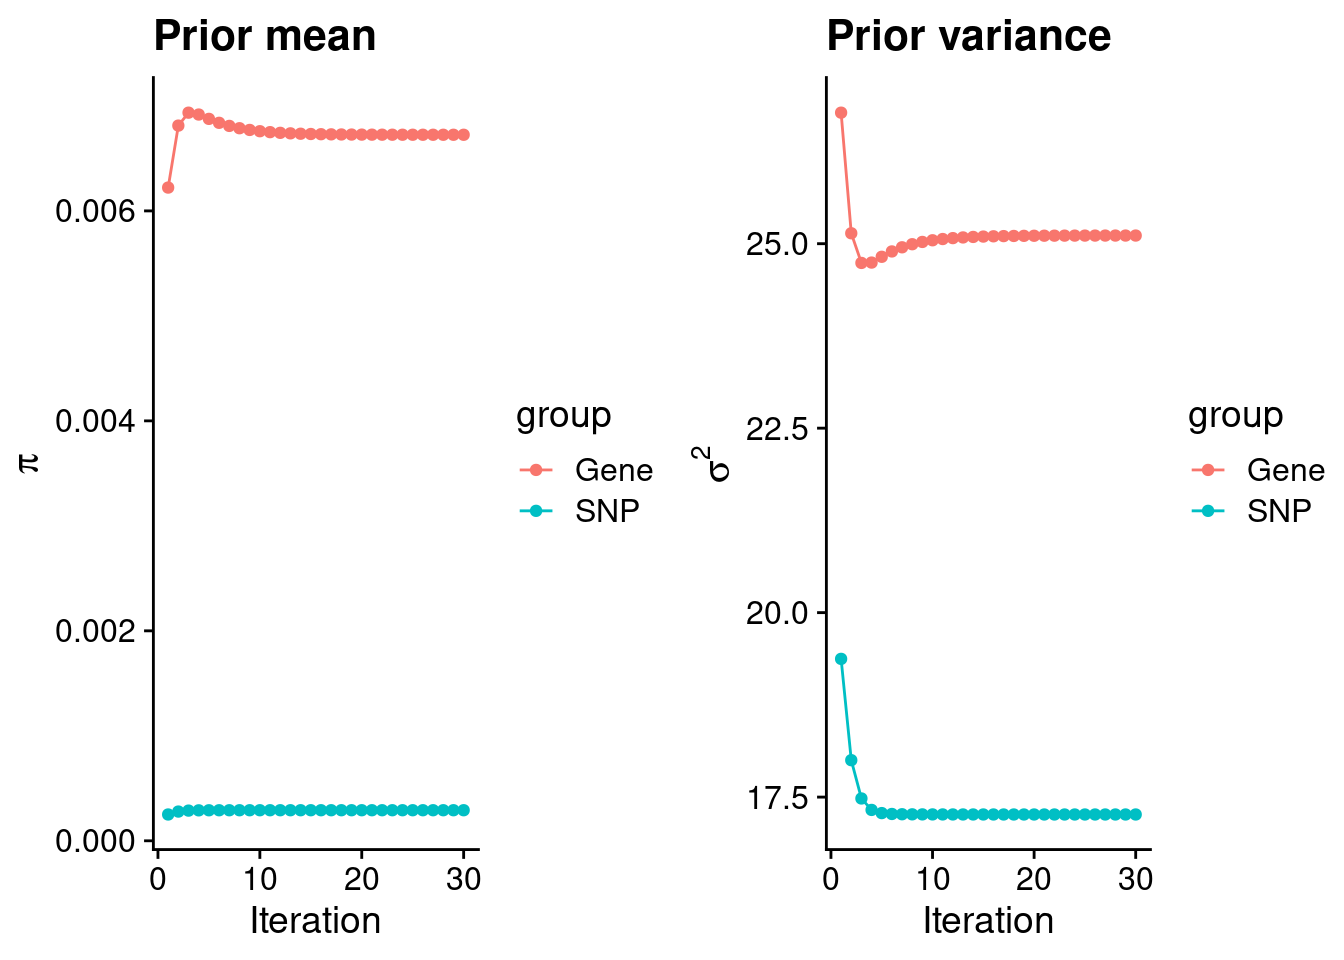 Prior mean
π
0.006
0.004
0.002
0.000
0 10 20 30
Iteration
group
Gene
SNP
Prior variance
σ²
25.0
22.5
20.0
17.5
0 10 20 30
Iteration
group
Gene
SNP